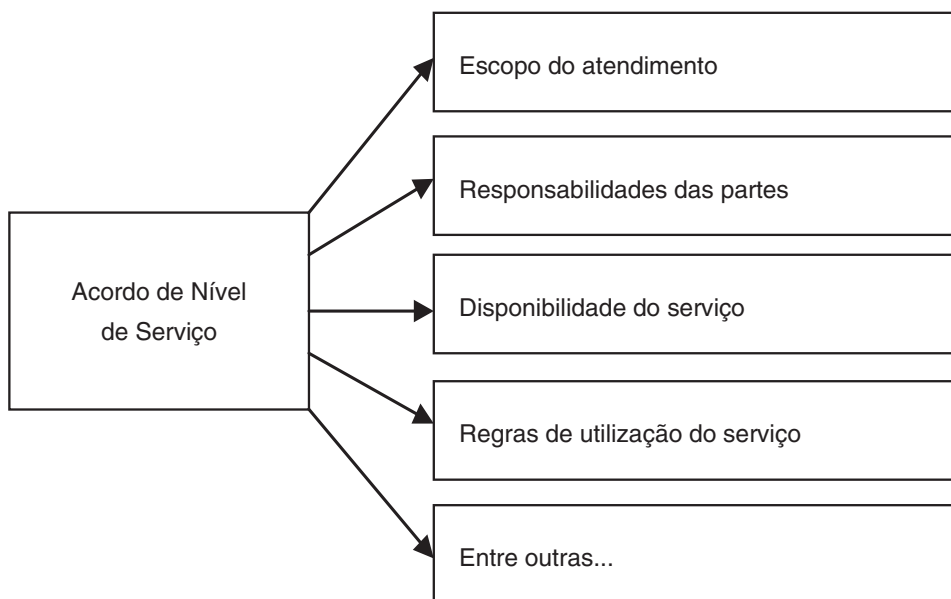 Escopo do atendimento
Responsabilidades das partes
Acordo de Nível
de Serviço
Disponibilidade do serviço
Regras de utilização do serviço
Entre outras...